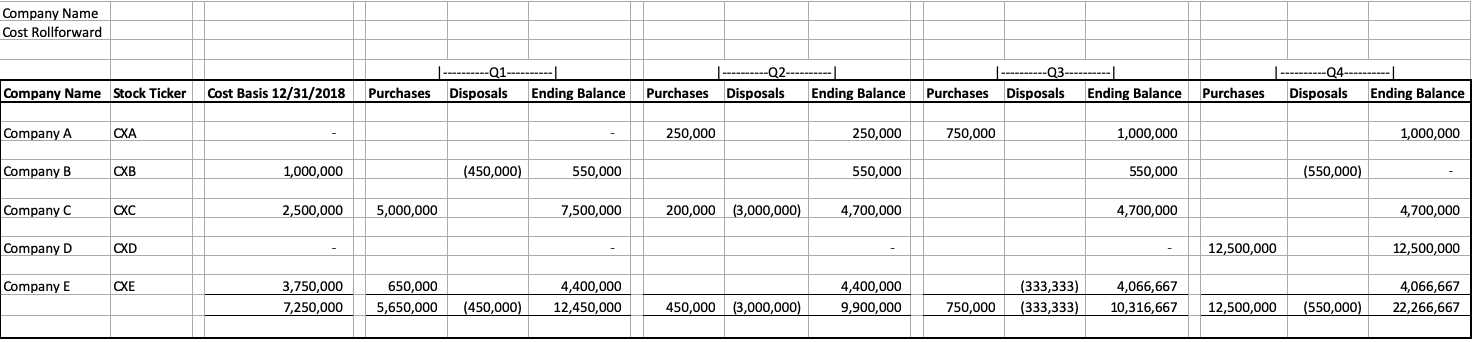 Company Name
Cost Rollforward
|----------Q1----------| |----------Q2----------| |----------Q3----------| |----------Q4----------|
Company Name Stock Ticker Cost Basis 12/31/2018 Purchases Disposals Ending Balance Purchases Disposals Ending Balance Purchases Disposals Ending Balance Purchases Disposals Ending Balance
Company A CXA - - 250,000 250,000 750,000 1,000,000 1,000,000
Company B CXB 1,000,000 (450,000) 550,000 550,000 550,000 (550,000) -
Company C CXC 2,500,000 5,000,000 7,500,000 200,000 (3,000,000) 4,700,000 4,700,000 4,700,000
Company D CXD - - - - 12,500,000 12,500,000
Company E CXE 3,750,000 650,000 4,400,000 4,400,000 (333,333) 4,066,667 4,066,667
7,250,000 5,650,000 (450,000) 12,450,000 450,000 (3,000,000) 9,900,000 750,000 (333,333) 10,316,667 12,500,000 (550,000) 22,266,667